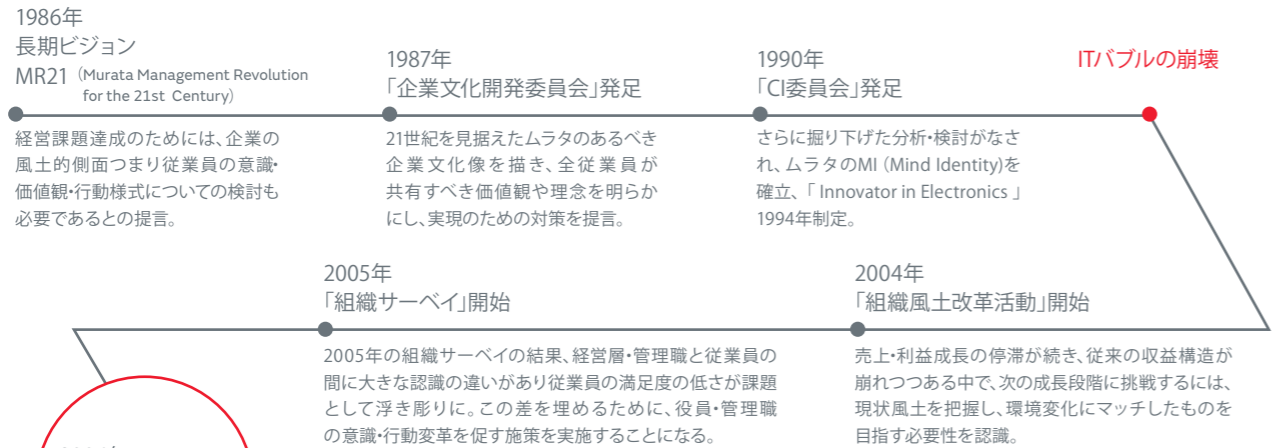 1986年
長期ビジョン
MR21（Murata Management Revolution
for the 21st Century）
経営課題達成のためには、企業の
風土的側面つまり従業員の意識・
価値観・行動様式についての検討も
必要であるとの提言。
1987年
「企業文化開発委員会」発足
21世紀を見据えたムラタのあるべき
企業文化像を描き、全従業員が
共有すべき価値観や理念を明らか
にし、実現のための対策を提言。
1990年
「CI委員会」発足
さらに掘り下げた分析・検討がなさ
れ、ムラタのMI（Mind Identity)を
確立、「 Innovator in Electronics 」
1994年制定。
ITバブルの崩壊
2004年
「組織風土改革活動」開始
売上・利益成長の停滞が続き、従来の収益構造が
崩れつつある中で、次の成長段階に挑戦するには、
現状風土を把握し、環境変化にマッチしたものを
目指す必要性を認識。
2005年
「組織サーベイ」開始
2005年の組織サーベイの結果、経営層・管理職と従業員の
間に大きな認識の違いがあり従業員の満足度の低さが課題
として浮き彫りに。この差を埋めるために、役員・管理職
の意識・行動変革を促す施策を実施することになる。